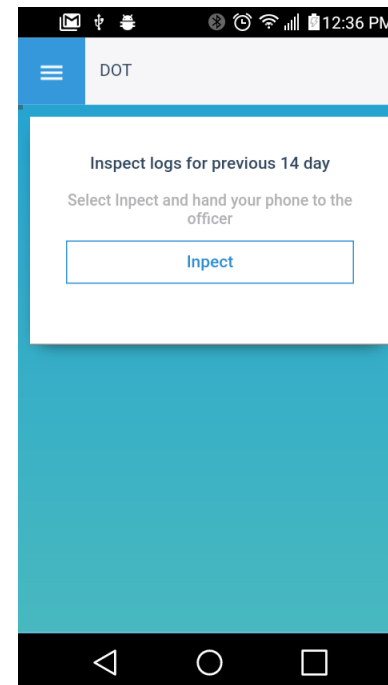 12:36 PM
DOT
Inspect logs for previous 14 day
Select Inpect and hand your phone to the
officer
Inpect